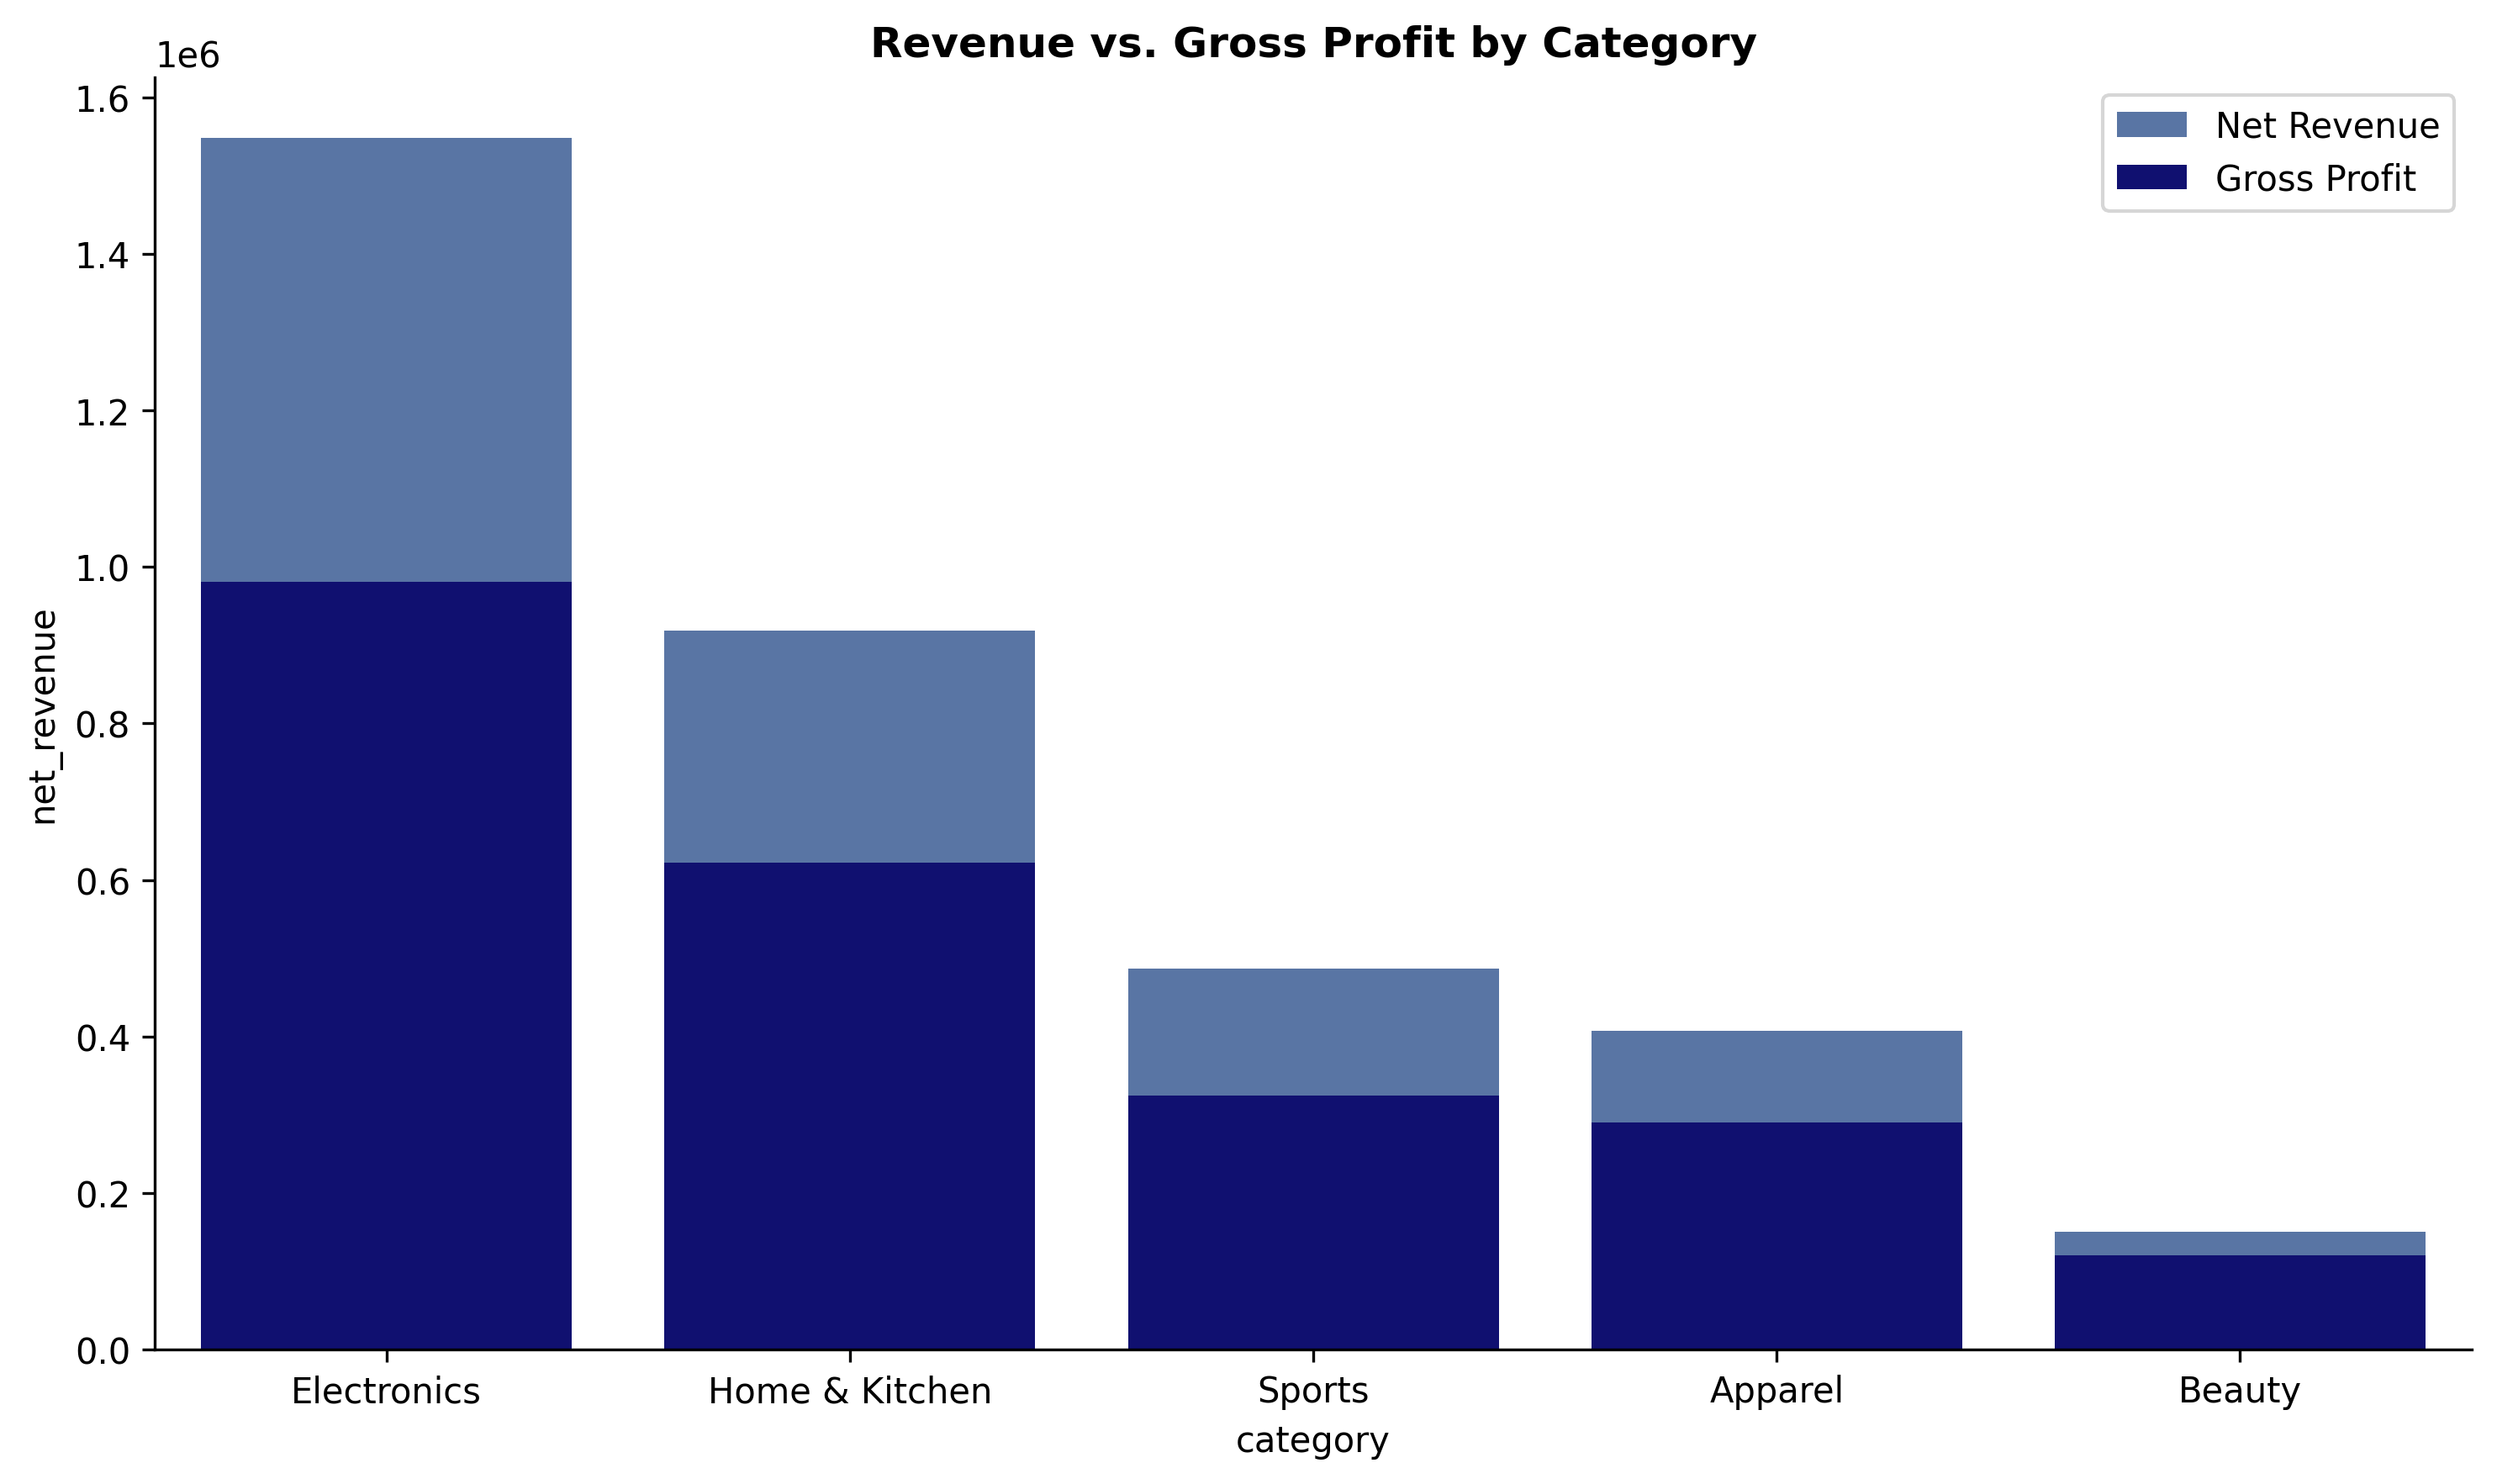 Revenue vs. Gross Profit by Category
1e6
1.6
1.4
1.2
1.0
0.8
0.6
0.4
0.2
0.0
net_revenue
Net Revenue
Gross Profit
Electronics
Home & Kitchen
Sports
Apparel
Beauty
category